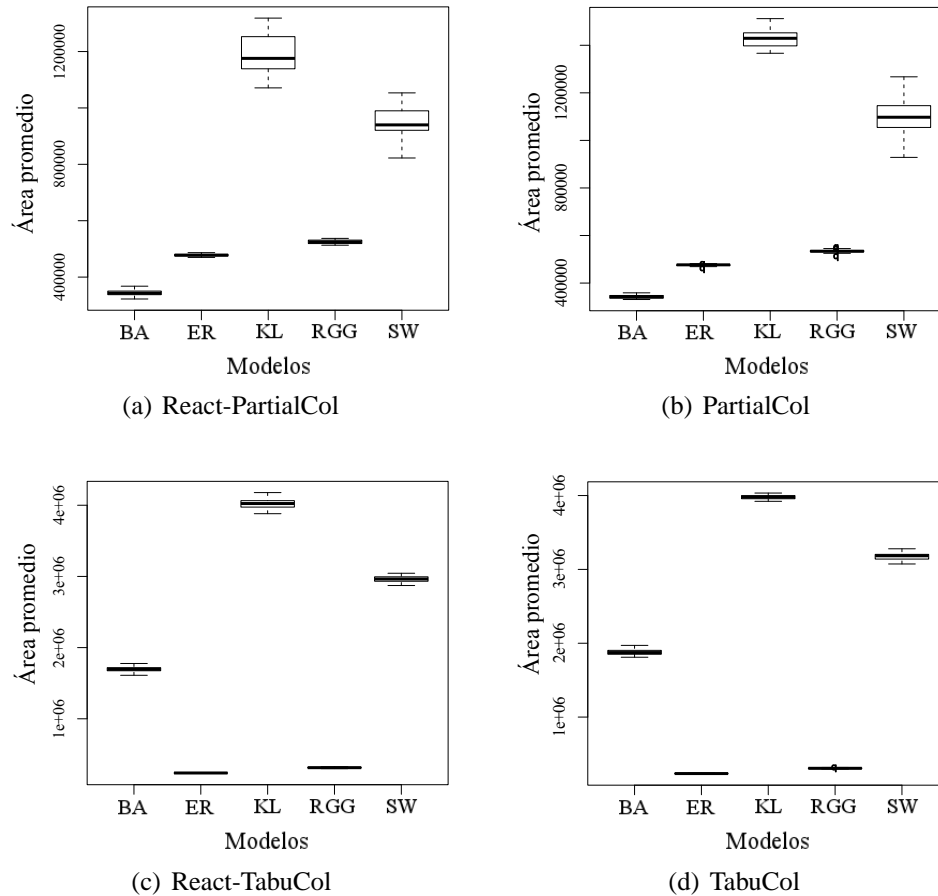 Área promedio
400000
800000
1200000
BA ER KL RGG SW
Modelos
(a) React-PartialCol
Área promedio
400000
800000
1200000
BA ER KL RGG SW
Modelos
(b) PartialCol
Área promedio
1e+06
2e+06
3e+06
4e+06
BA ER KL RGG SW
Modelos
(c) React-TabuCol
Área promedio
1e+06
2e+06
3e+06
4e+06
BA ER KL RGG SW
Modelos
(d) TabuCol